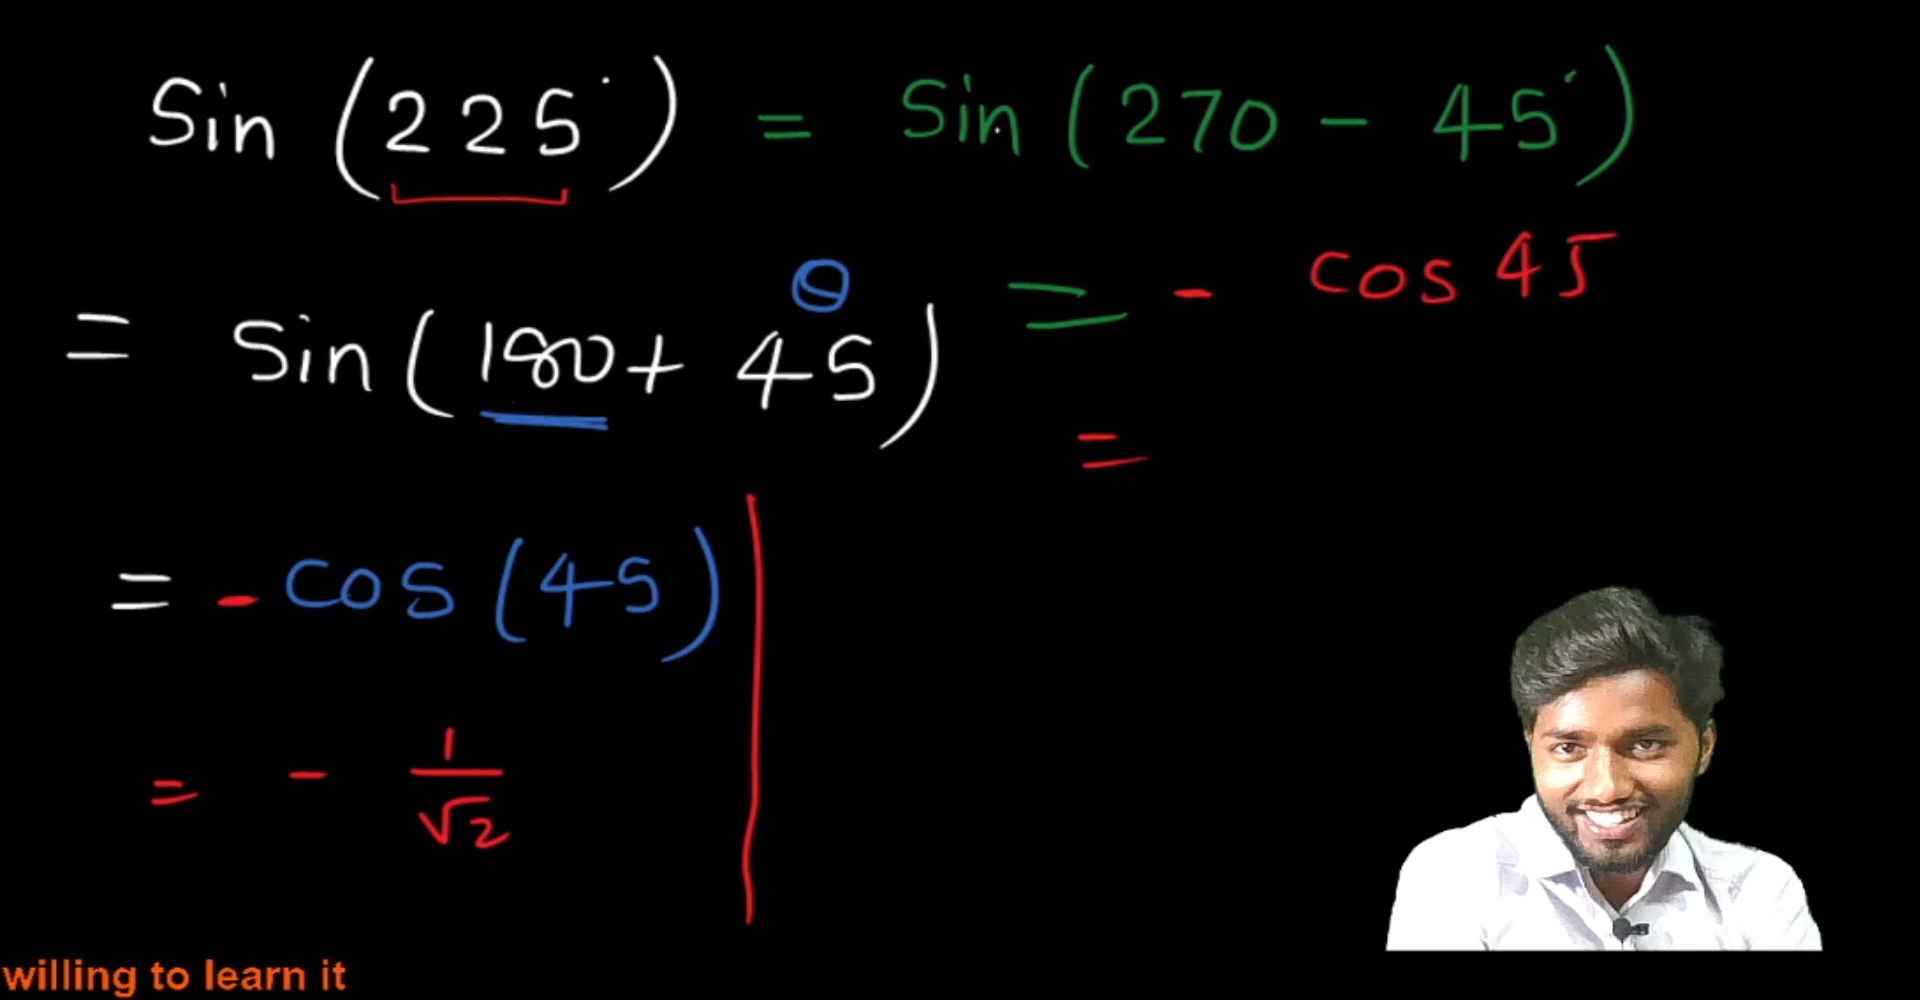 Sin (225°) = Sin (270 - 45°)
θ
= - cos 45
= Sin (180 + 45)
=
= - cos (45)
= - 1/√2
willing to learn it